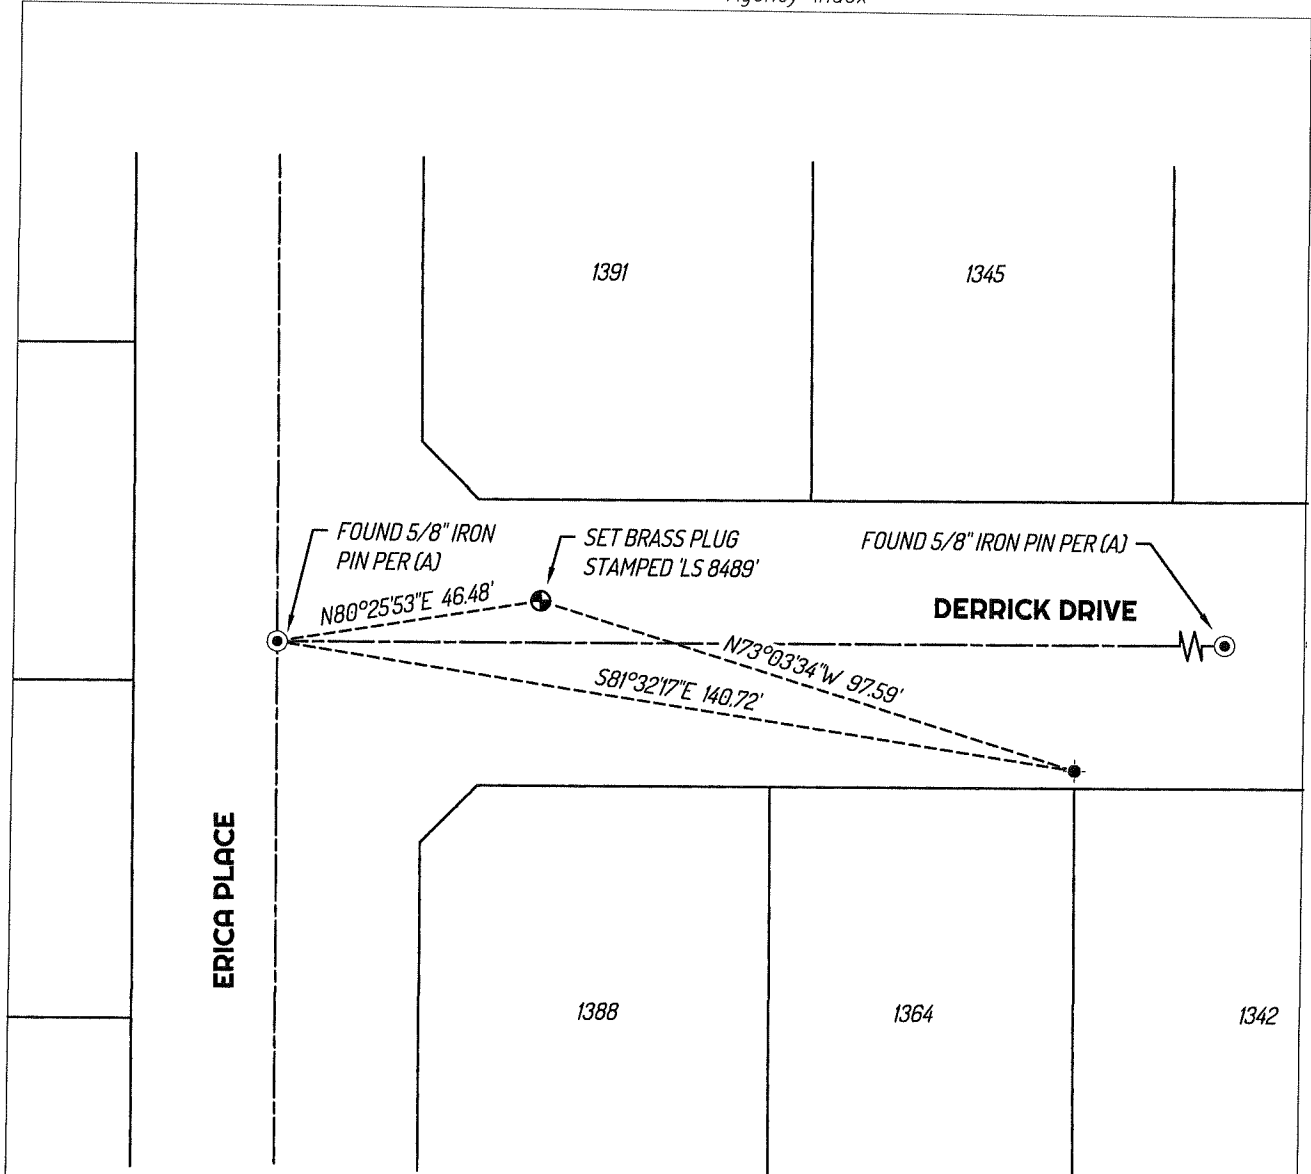 Agency Index
1391
1345
FOUND 5/8" IRON
PIN PER (A)
SET BRASS PLUG
STAMPED 'LS 8489'
FOUND 5/8" IRON PIN PER (A)
N80°25'53"E 46.48'
DERRICK DRIVE
N73°03'34"W 97.59'
S81°32'17"E 140.72'
ERICA PLACE
1388
1364
1342